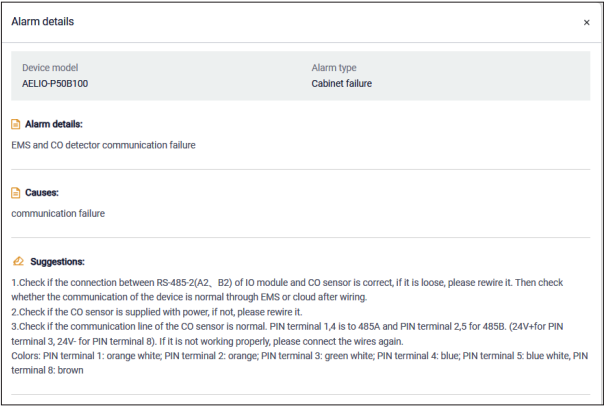 Alarm details ×
Device model Alarm type
AELIO-P50B100 Cabinet failure
Alarm details:
EMS and CO detector communication failure
Causes:
communication failure
Suggestions:
1.Check if the connection between RS-485-2(A2、B2) of IO module and CO sensor is correct, if it is loose, please rewire it. Then check
whether the communication of the device is normal through EMS or cloud after wiring.
2.Check if the CO sensor is supplied with power, if not, please rewire it.
3.Check if the communication line of the CO sensor is normal. PIN terminal 1,4 is to 485A and PIN terminal 2,5 for 485B. (24V+for PIN
terminal 3, 24V- for PIN terminal 8). If it is not working properly, please connect the wires again.
Colors: PIN terminal 1: orange white; PIN terminal 2: orange; PIN terminal 3: green white; PIN terminal 4: blue; PIN terminal 5: blue white, PIN
terminal 8: brown